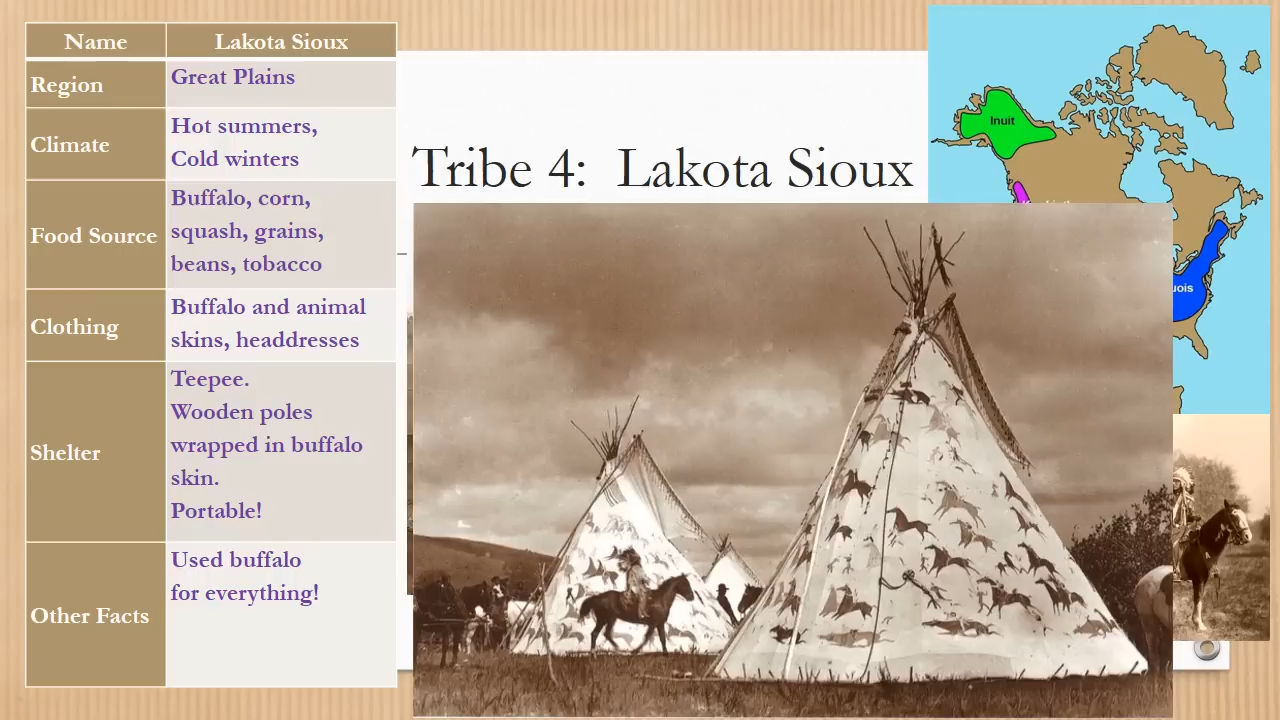 Name Lakota Sioux
Region Great Plains
Climate Hot summers,
Cold winters
Food Source Buffalo, corn,
squash, grains,
beans, tobacco
Clothing Buffalo and animal
skins, headdresses
Shelter Teepee.
Wooden poles
wrapped in buffalo
skin.
Portable!
Other Facts Used buffalo
for everything!
Tribe 4: Lakota Sioux
Inuit
uois